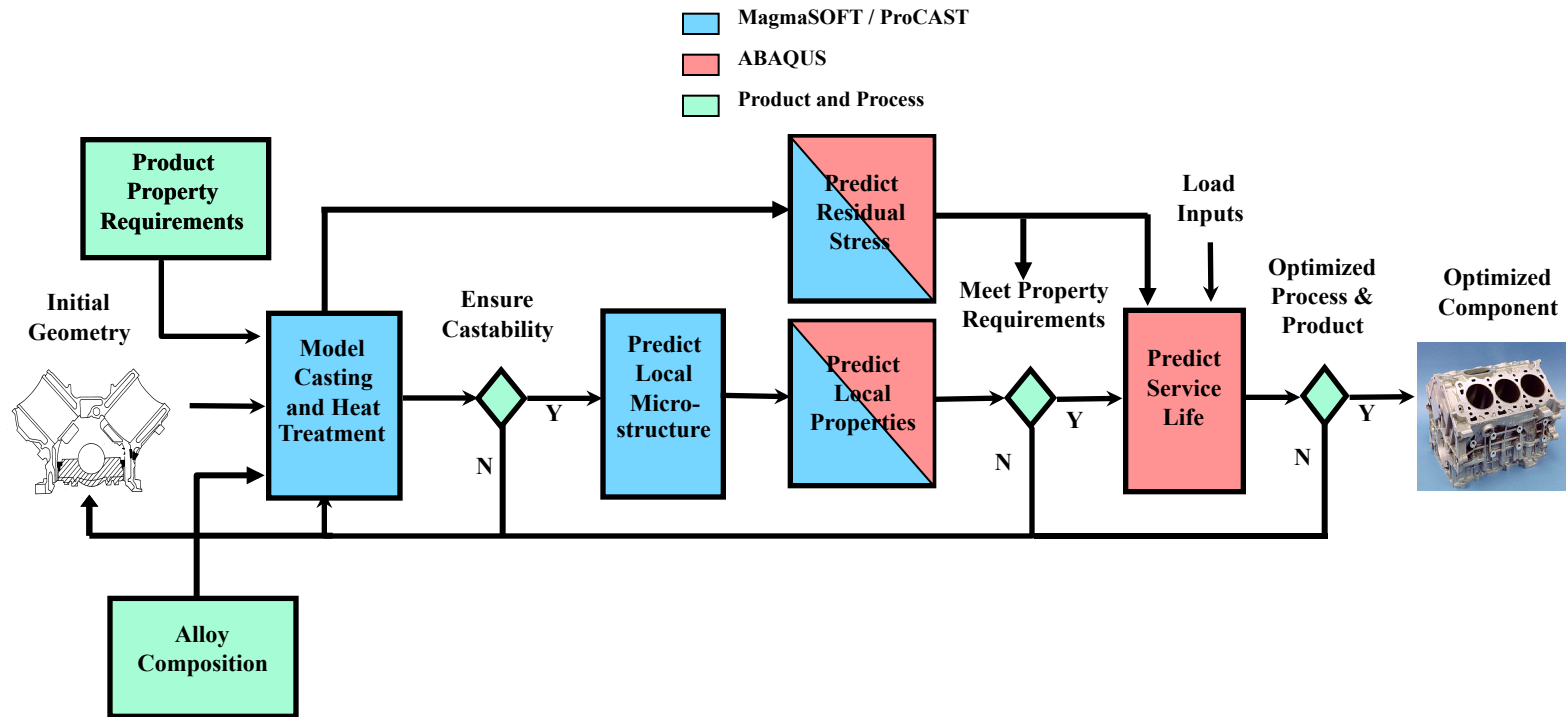 MagmaSOFT / ProCAST
ABAQUS
Product and Process
Product
Property
Requirements
Initial
Geometry
Model
Casting
and Heat
Treatment
Alloy
Composition
Ensure
Castability
Y
N
Predict
Local
Micro-
structure
Predict
Residual
Stress
Predict
Local
Properties
Meet Property
Requirements
Y
N
Load
Inputs
Predict
Service
Life
Optimized
Process &
Product
Y
N
Optimized
Component